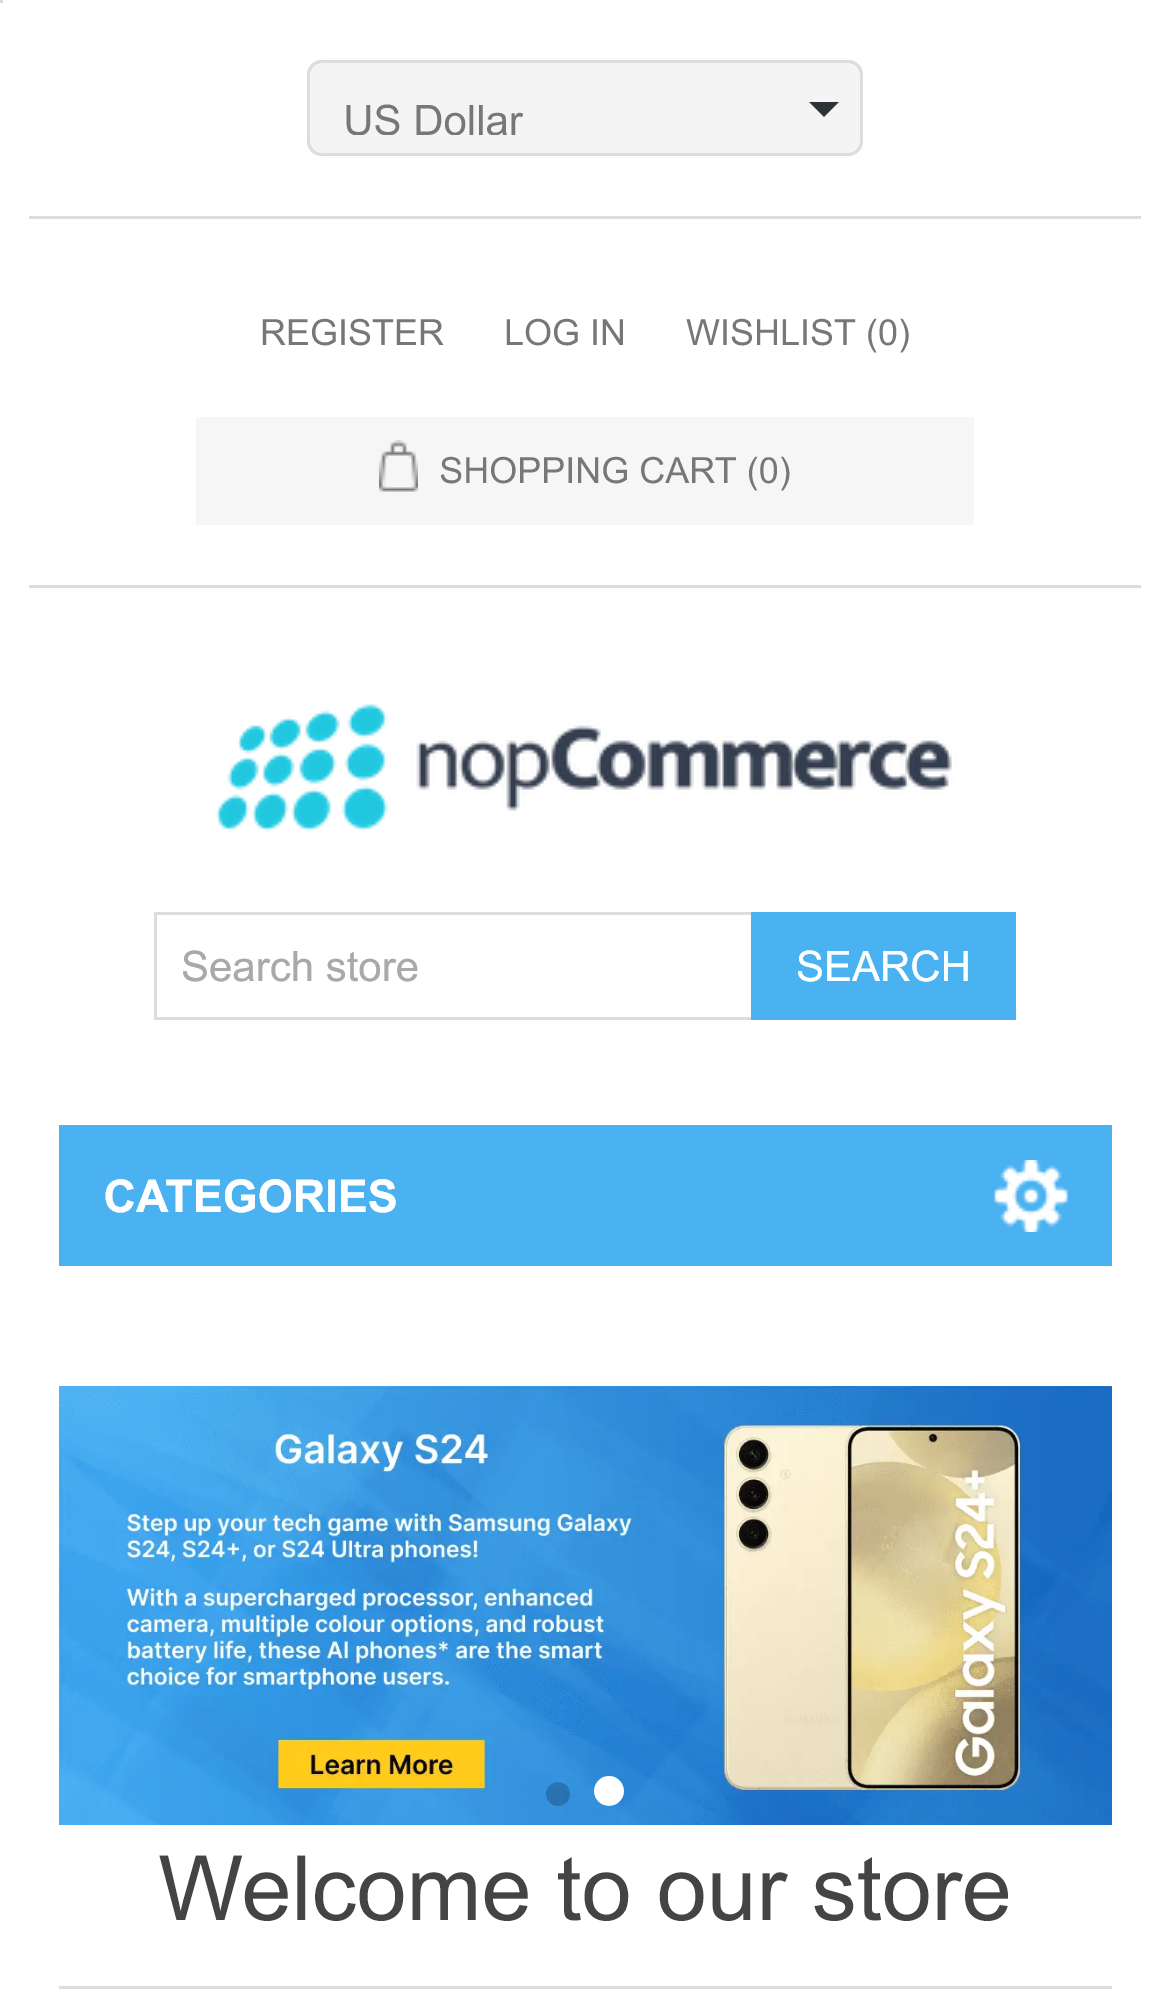 US Dollar
REGISTER LOG IN WISHLIST (0)
SHOPPING CART (0)
nopCommerce
Search store SEARCH
CATEGORIES
Galaxy S24
Step up your tech game with Samsung Galaxy
S24, S24+, or S24 Ultra phones!
With a supercharged processor, enhanced
camera, multiple colour options, and robust
battery life, these AI phones* are the smart
choice for smartphone users.
Learn More
SAMSUNG
Galaxy S24+
Welcome to our store